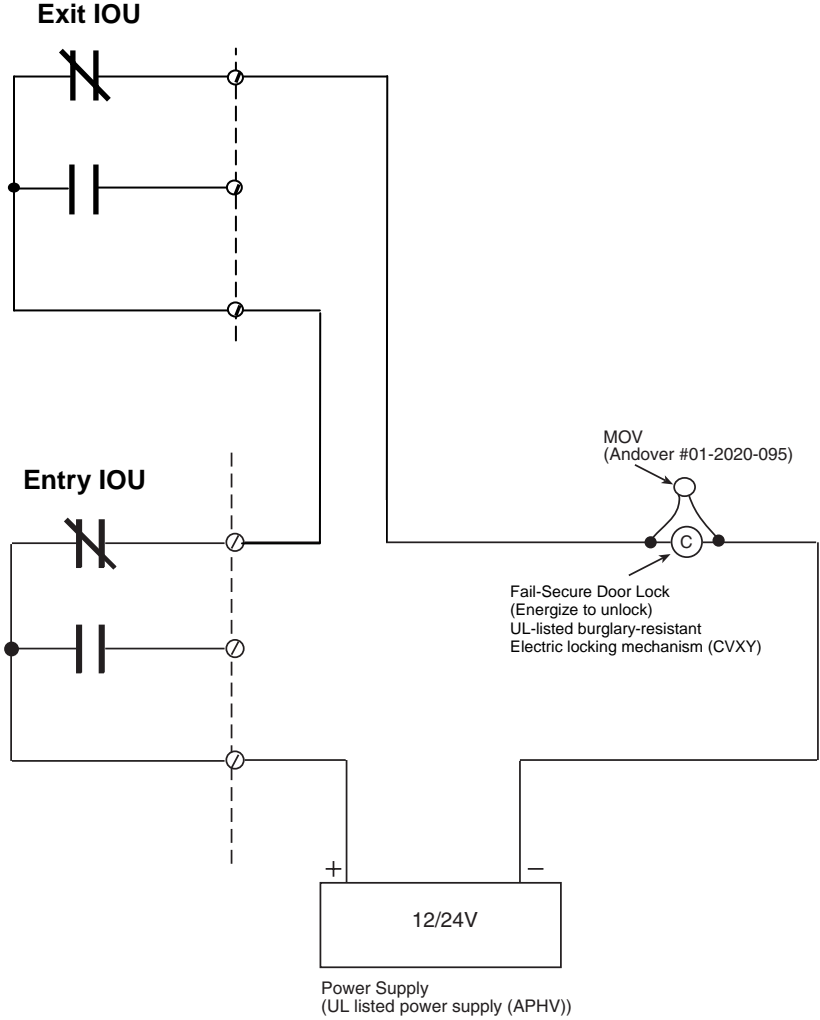 Exit IOU
MOV
(Andover #01-2020-095)
Entry IOU
C
Fail-Secure Door Lock
(Energize to unlock)
UL-listed burglary-resistant
Electric locking mechanism (CVXY)
+
−
12/24V
Power Supply
(UL listed power supply (APHV))